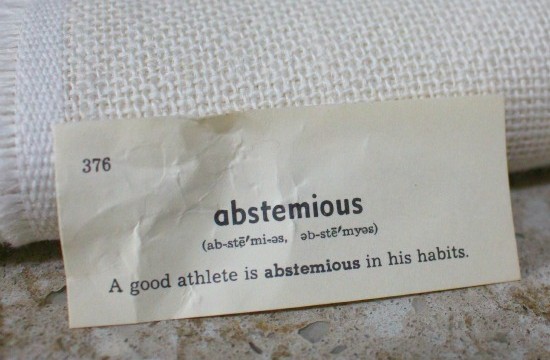 376
abstemious
(ab-stē′mi-əs, əb-stē′myəs)
A good athlete is abstemious in his habits.